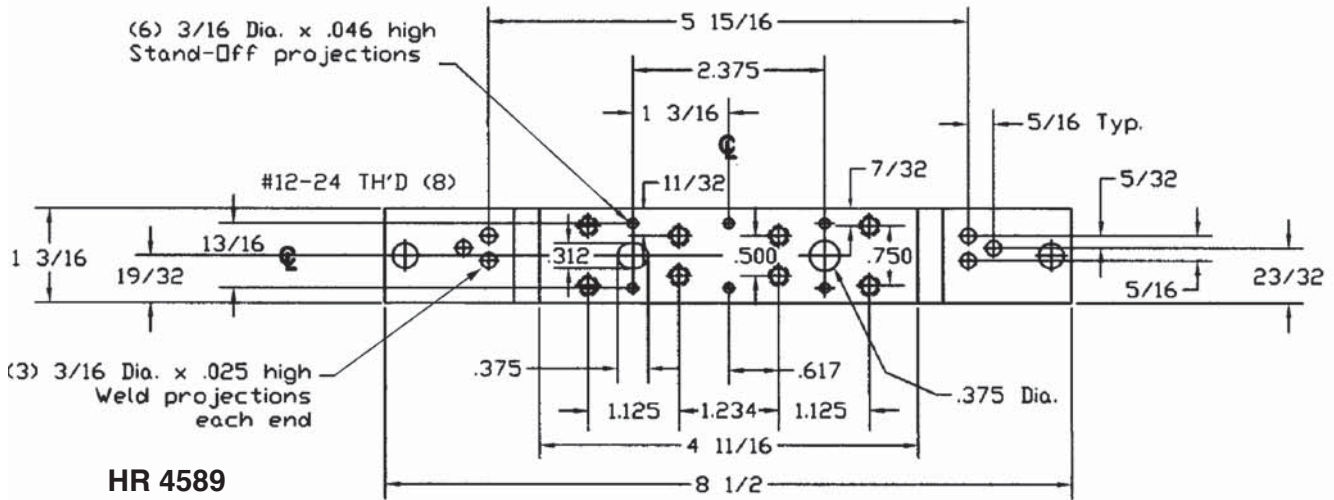 (6) 3/16 Dia. x .046 high
Stand-Off projections
5 15/16
2.375
1 3/16
5/16 Typ.
℄
#12-24 TH'D (8)
11/32
7/32
5/32
1 3/16
13/16
19/32
℄
.312
.500
.750
5/16
23/32
(3) 3/16 Dia. x .025 high
Weld projections
each end
.375
.617
.375 Dia.
1.125
1.234
1.125
4 11/16
8 1/2
HR 4589